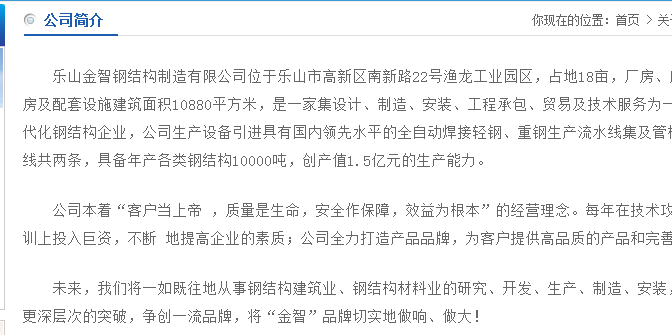 公司简介
你现在的位置：首页 > 关
乐山金智钢结构制造有限公司位于乐山市高新区南新路22号渔龙工业园区，占地18亩，厂房、
房及配套设施建筑面积10880平方米，是一家集设计、制造、安装、工程承包、贸易及技术服务为一
代化钢结构企业，公司生产设备引进具有国内领先水平的全自动焊接轻钢、重钢生产流水线集及管
线共两条，具备年产各类钢结构10000吨，创产值1.5亿元的生产能力。
公司本着“客户当上帝 ，质量是生命，安全作保障，效益为根本”的经营理念。每年在技术攻
训上投入巨资，不断 地提高企业的素质；公司全力打造产品品牌，为客户提供高品质的产品和完善
未来，我们将一如既往地从事钢结构建筑业、钢结构材料业的研究、开发、生产、制造、安装，
更深层次的突破，争创一流品牌，将“金智”品牌切实地做响、做大！